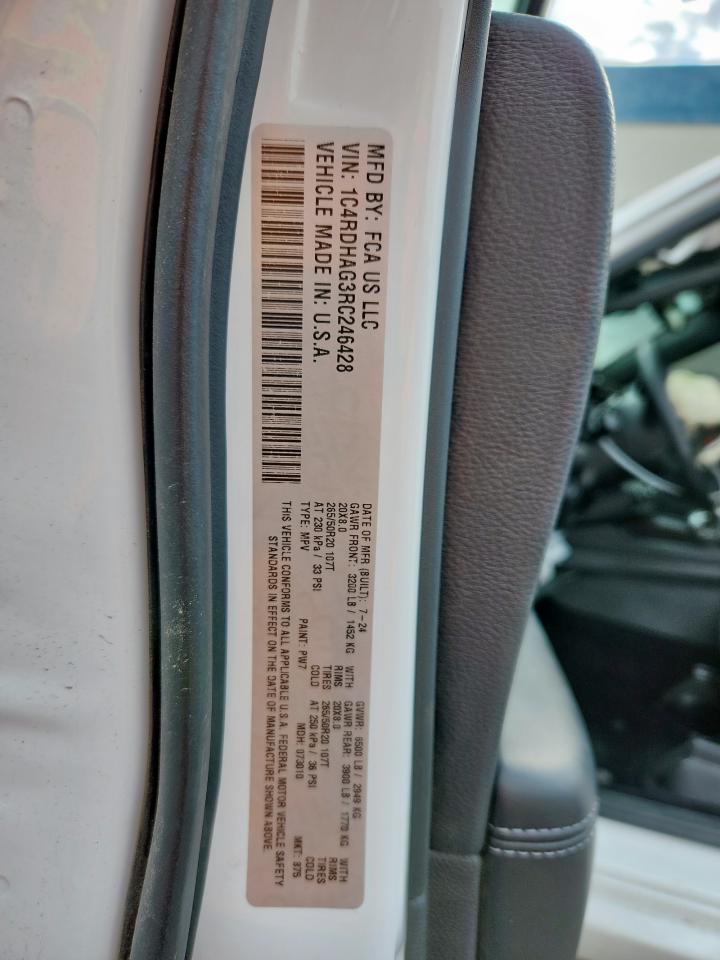 MFD BY: FCA US LLC
VIN: 1C4RDHAG3RC246428
VEHICLE MADE IN: U.S.A.
DATE OF MFR (BUILT): 7-24 GVWR: 6500 LB / 2949 KG
GAWR FRONT: 3200 LB / 1452 KG WITH GAWR REAR: 3900 LB / 1770 KG WITH
20X8.0 RIMS 20X8.0 RIMS
265/50R20 107T TIRES 265/50R20 107T TIRES
AT 230 kPa / 33 PSI COLD AT 250 kPa / 36 PSI COLD
TYPE: MPV PAINT: PW7 MDH: 073010 MKT: 975
THIS VEHICLE CONFORMS TO ALL APPLICABLE U.S.A. FEDERAL MOTOR VEHICLE SAFETY
STANDARDS IN EFFECT ON THE DATE OF MANUFACTURE SHOWN ABOVE.